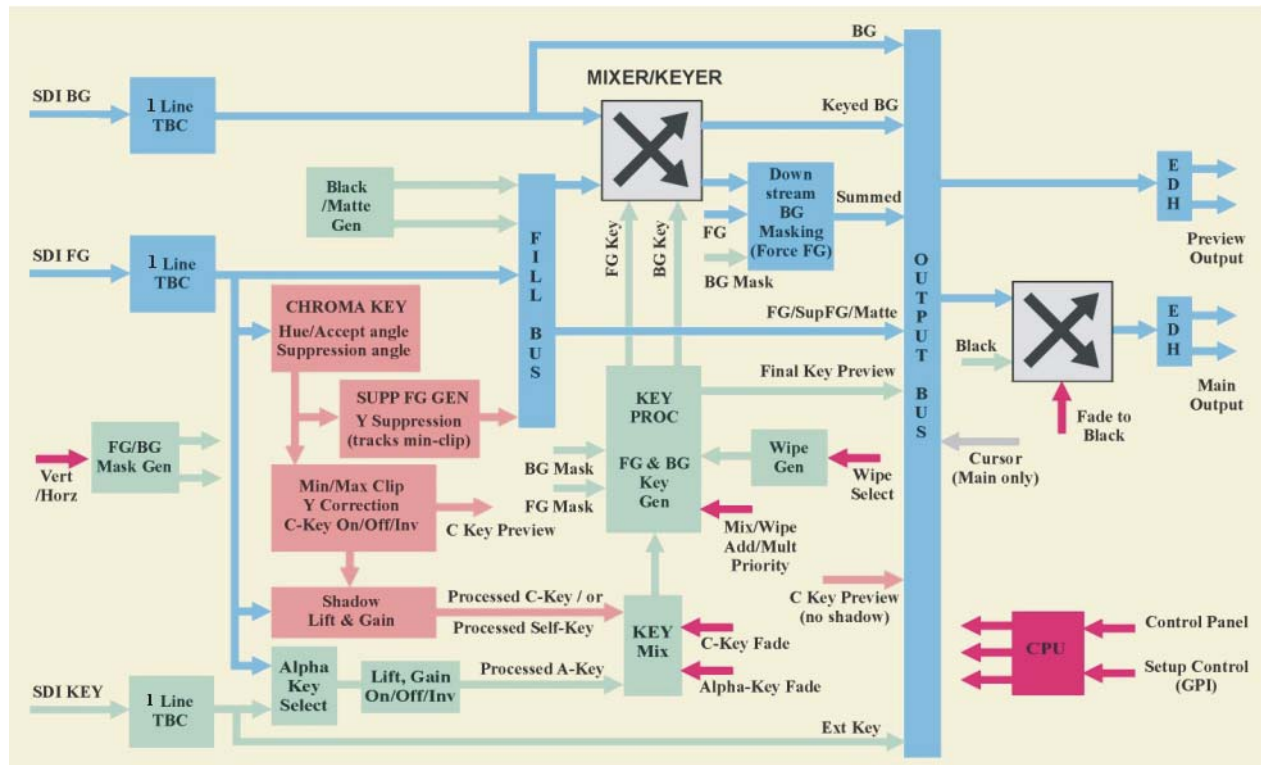 BG
MIXER/KEYER
SDI BG
1 Line
TBC
Keyed BG
Black
/Matte
Gen
Down
stream
BG
Masking
(Force FG)
Summed
E
D
H
Preview
Output
FG
BG Mask
FG Key
BG Key
SDI FG
1 Line
TBC
FILL BUS
OUTPUT BUS
CHROMA KEY
Hue/Accept angle
Suppression angle
FG/SupFG/Matte
Black
E
D
H
Main
Output
Fade to
Black
SUPP FG GEN
Y Suppression
(tracks min-clip)
KEY
PROC
FG & BG
Key
Gen
Final Key Preview
Vert
/Horz
FG/BG
Mask Gen
BG Mask
FG Mask
Wipe
Gen
Wipe
Select
Cursor
(Main only)
Min/Max Clip
Y Correction
C-Key On/Off/Inv
C Key Preview
Mix/Wipe
Add/Mult
Priority
Shadow
Lift & Gain
Processed C-Key / or
Processed Self-Key
KEY
Mix
C-Key Fade
Alpha-Key Fade
C Key Preview
(no shadow)
CPU
Control Panel
Setup Control
(GPI)
Alpha
Key
Select
Lift, Gain
On/Off/Inv
Processed A-Key
SDI KEY
1 Line
TBC
Ext Key